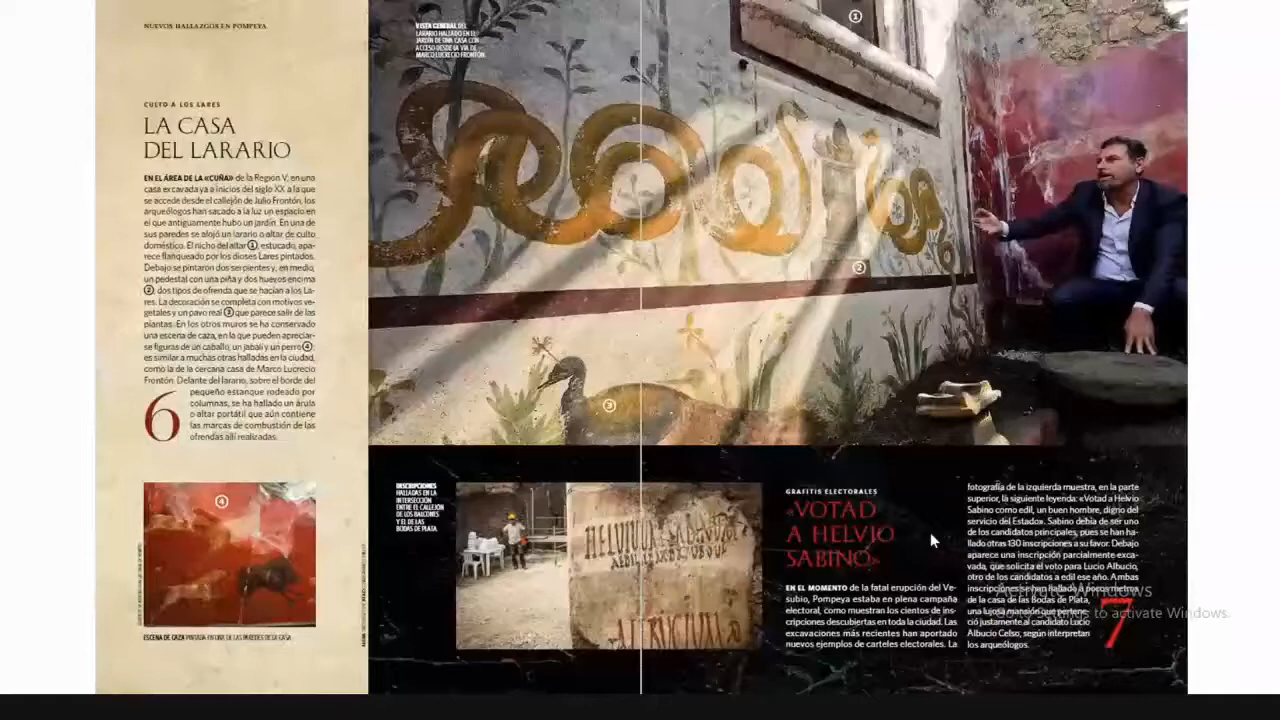 NUEVOS HALLAZGOS EN POMPEYA
CULTO A LOS LARES
LA CASA
DEL LARARIO
EN EL ÁREA DE LA «CUÑA» de la Región V, en una
casa excavada ya a inicios del siglo XX a la que
se accede desde el callejón de Julio Frontón, los
arqueólogos han sacado a la luz un espacio en
el que antiguamente hubo un jardín. En una de
sus paredes se alojó un larario o altar de culto
doméstico. El nicho del altar 1, estucado, apa-
rece flanqueado por los dioses Lares pintados.
Debajo se pintaron dos serpientes y, en medio,
un pedestal con una piña y dos huevos encima
2, dos tipos de ofrenda que se hacían a los La-
res. La decoración se completa con motivos ve-
getales y un pavo real 3 que parece salir de las
plantas. En los otros muros se ha conservado
una escena de caza, en la que pueden apreciar-
se figuras de un caballo, un jabalí y un perro 4;
es similar a muchas otras halladas en la ciudad,
como la de la cercana casa de Marco Lucrecio
Frontón. Delante del larario, sobre el borde del
pequeño estanque rodeado por
columnas, se ha hallado un árula
o altar portátil que aún contiene
las marcas de combustión de las
ofrendas allí realizadas.
6
4
ESCENA DE CAZA PINTADA EN UNA DE LAS PAREDES DE LA CASA
VISTA GENERAL DEL
LARARIO HALLADO EN EL
JARDÍN DE UNA CASA CON
ACCESO DESDE LA VÍA DE
MARCO LUCRECIO FRONTÓN.
1
2
3
INSCRIPCIONES
HALLADAS EN LA
INTERSECCIÓN
ENTRE EL CALLEJÓN
DE LOS BALCONES
Y EL DE LAS
BODAS DE PLATA.
GRAFITIS ELECTORALES
«VOTAD
A HELVIO
SABINO»
EN EL MOMENTO de la fatal erupción del Ve-
subio, Pompeya estaba en plena campaña
electoral, como muestran los cientos de ins-
cripciones descubiertas en toda la ciudad. Las
excavaciones más recientes han aportado
nuevos ejemplos de carteles electorales. La
fotografía de la izquierda muestra, en la parte
superior, la siguiente leyenda: «Votad a Helvio
Sabino como edil, un buen hombre, digno del
servicio del Estado». Sabino debía de ser uno
de los candidatos principales, pues se han ha-
llado otras 130 inscripciones a su favor. Debajo
aparece una inscripción parcialmente exca-
vada, que solicita el voto para Lucio Albucio,
otro de los candidatos a edil ese año. Ambas
inscripciones se han hallado a pocos metros
de la casa de las Bodas de Plata,
una lujosa mansión que pertene-
ció justamente al candidato Lucio
Albucio Celso, según interpretan
los arqueólogos.
7
Activate Windows
to activate Windows.